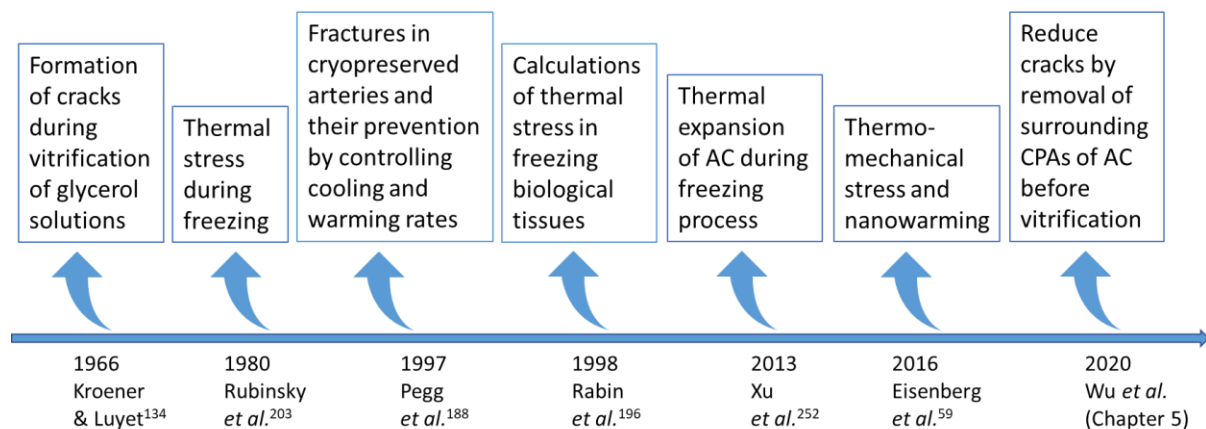 Formation
of cracks
during
vitrification
of glycerol
solutions
Thermal
stress
during
freezing
Fractures in
cryopreserved
arteries and
their prevention
by controlling
cooling and
warming rates
Calculations
of thermal
stress in
freezing
biological
tissues
Thermal
expansion
of AC during
freezing
process
Thermo-
mechanical
stress and
nanowarming
Reduce
cracks by
removal of
surrounding
CPAs of AC
before
vitrification
1966
Kroener
& Luyet¹³⁴
1980
Rubinsky
et al.²⁰³
1997
Pegg
et al.¹⁸⁸
1998
Rabin
et al.¹⁹⁶
2013
Xu
et al.²⁵²
2016
Eisenberg
et al.⁵⁹
2020
Wu et al.
(Chapter 5)